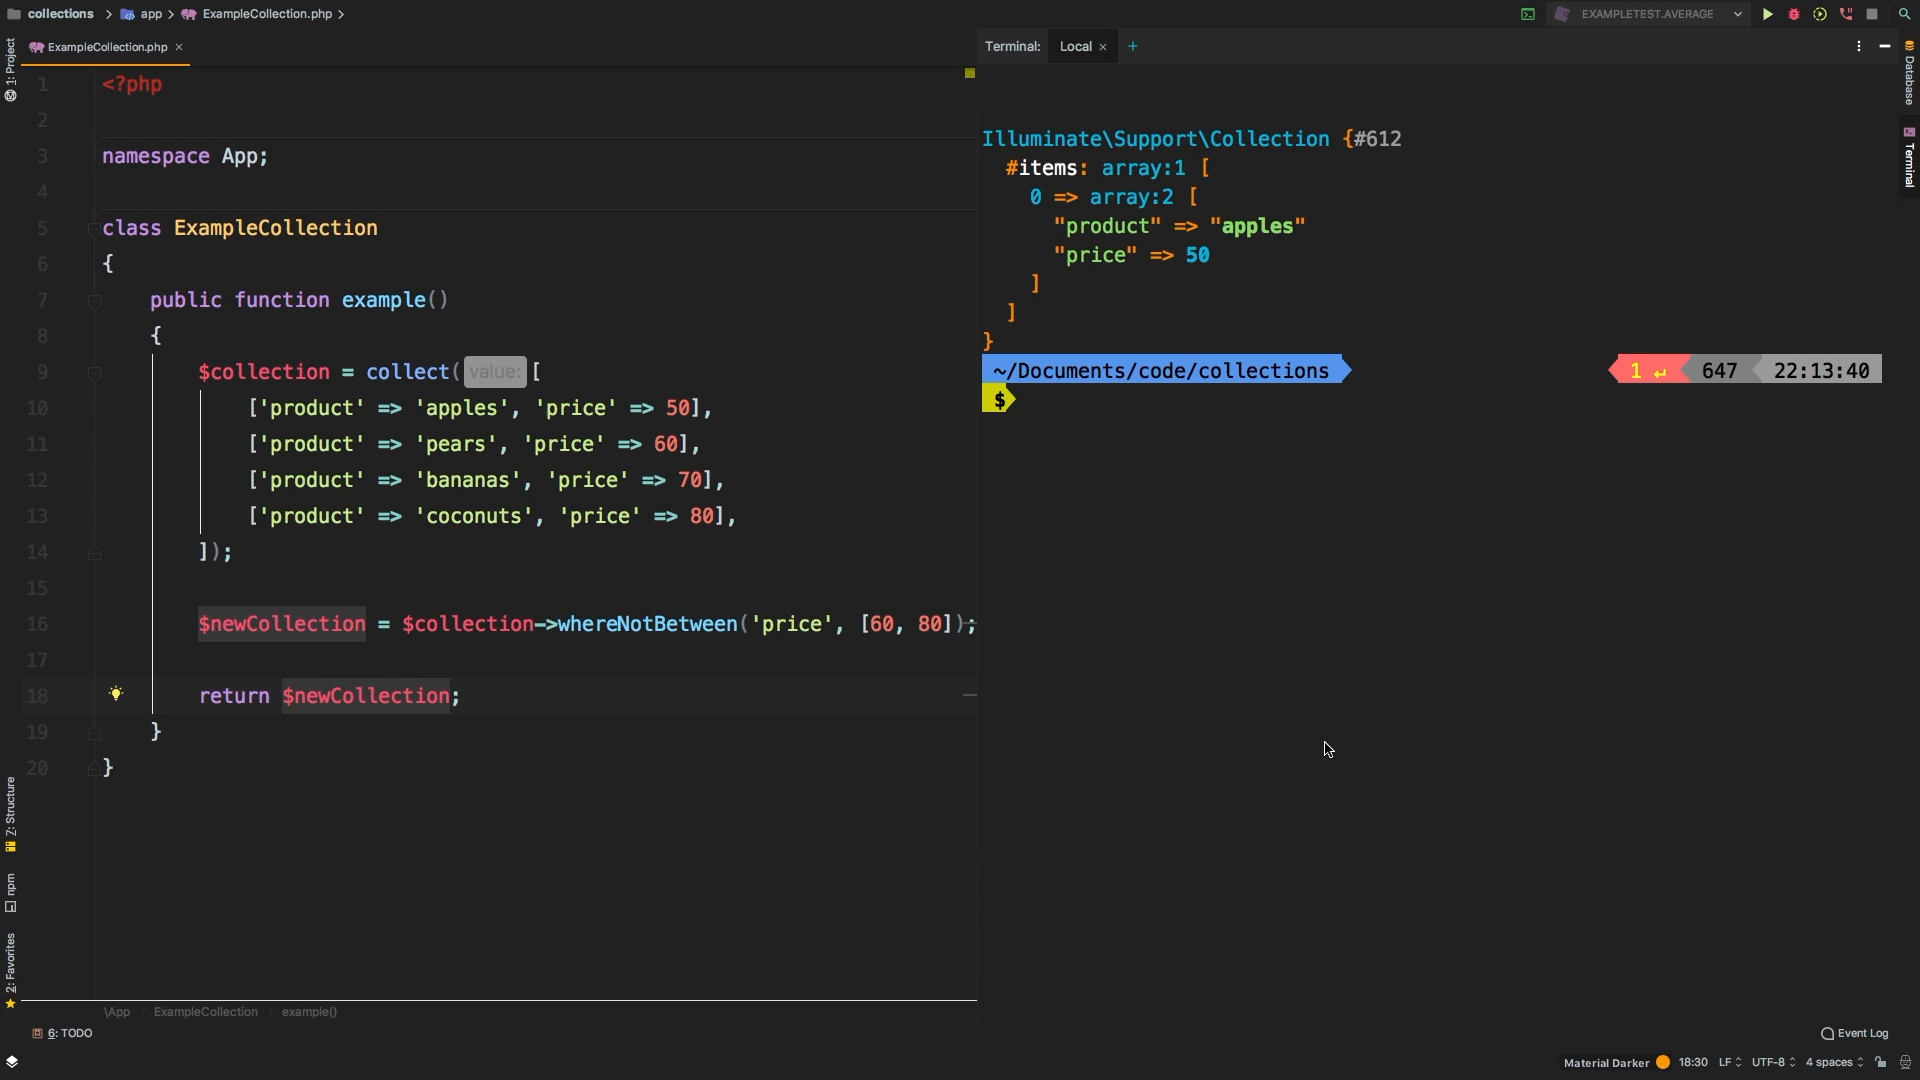 collections
app
ExampleCollection.php
EXAMPLETEST.AVERAGE
1: Project
ExampleCollection.php
Terminal:
Local
Database
Terminal
1 <?php
2
3 namespace App;
4
5 class ExampleCollection
6 {
7 public function example()
8 {
9 $collection = collect( value: [
10 ['product' => 'apples', 'price' => 50],
11 ['product' => 'pears', 'price' => 60],
12 ['product' => 'bananas', 'price' => 70],
13 ['product' => 'coconuts', 'price' => 80],
14 ]);
15
16 $newCollection = $collection->whereNotBetween('price', [60, 80]);
17
18 return $newCollection;
19 }
20 }
Illuminate\Support\Collection {#612
#items: array:1 [
0 => array:2 [
"product" => "apples"
"price" => 50
]
]
}
~/Documents/code/collections
1 ↵ 647 22:13:40
$
Z: Structure
npm
2: Favorites
\App
ExampleCollection
example()
6: TODO
Event Log
Material Darker
18:30
LF
UTF-8
4 spaces